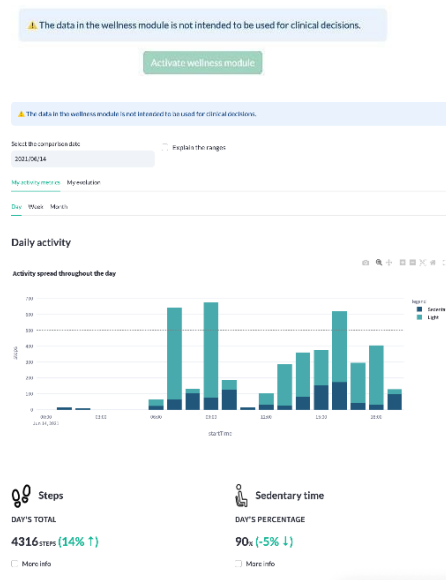 ⚠ The data in the wellness module is not intended to be used for clinical decisions.
Activate wellness module
⚠ The data in the wellness module is not intended to be used for clinical decisions.
Select the comparison date
Explain the ranges
2021/06/14
My activity metrics My evolution
Day Week Month
Daily activity
Activity spread throughout the day
700
600
500
400
300
200
100
0
steps
startTime
Light
Steps
Sedentary time
DAY'S TOTAL
DAY'S PERCENTAGE
4316 STEPS (14% ↑)
90% (-5% ↓)
More info
More info